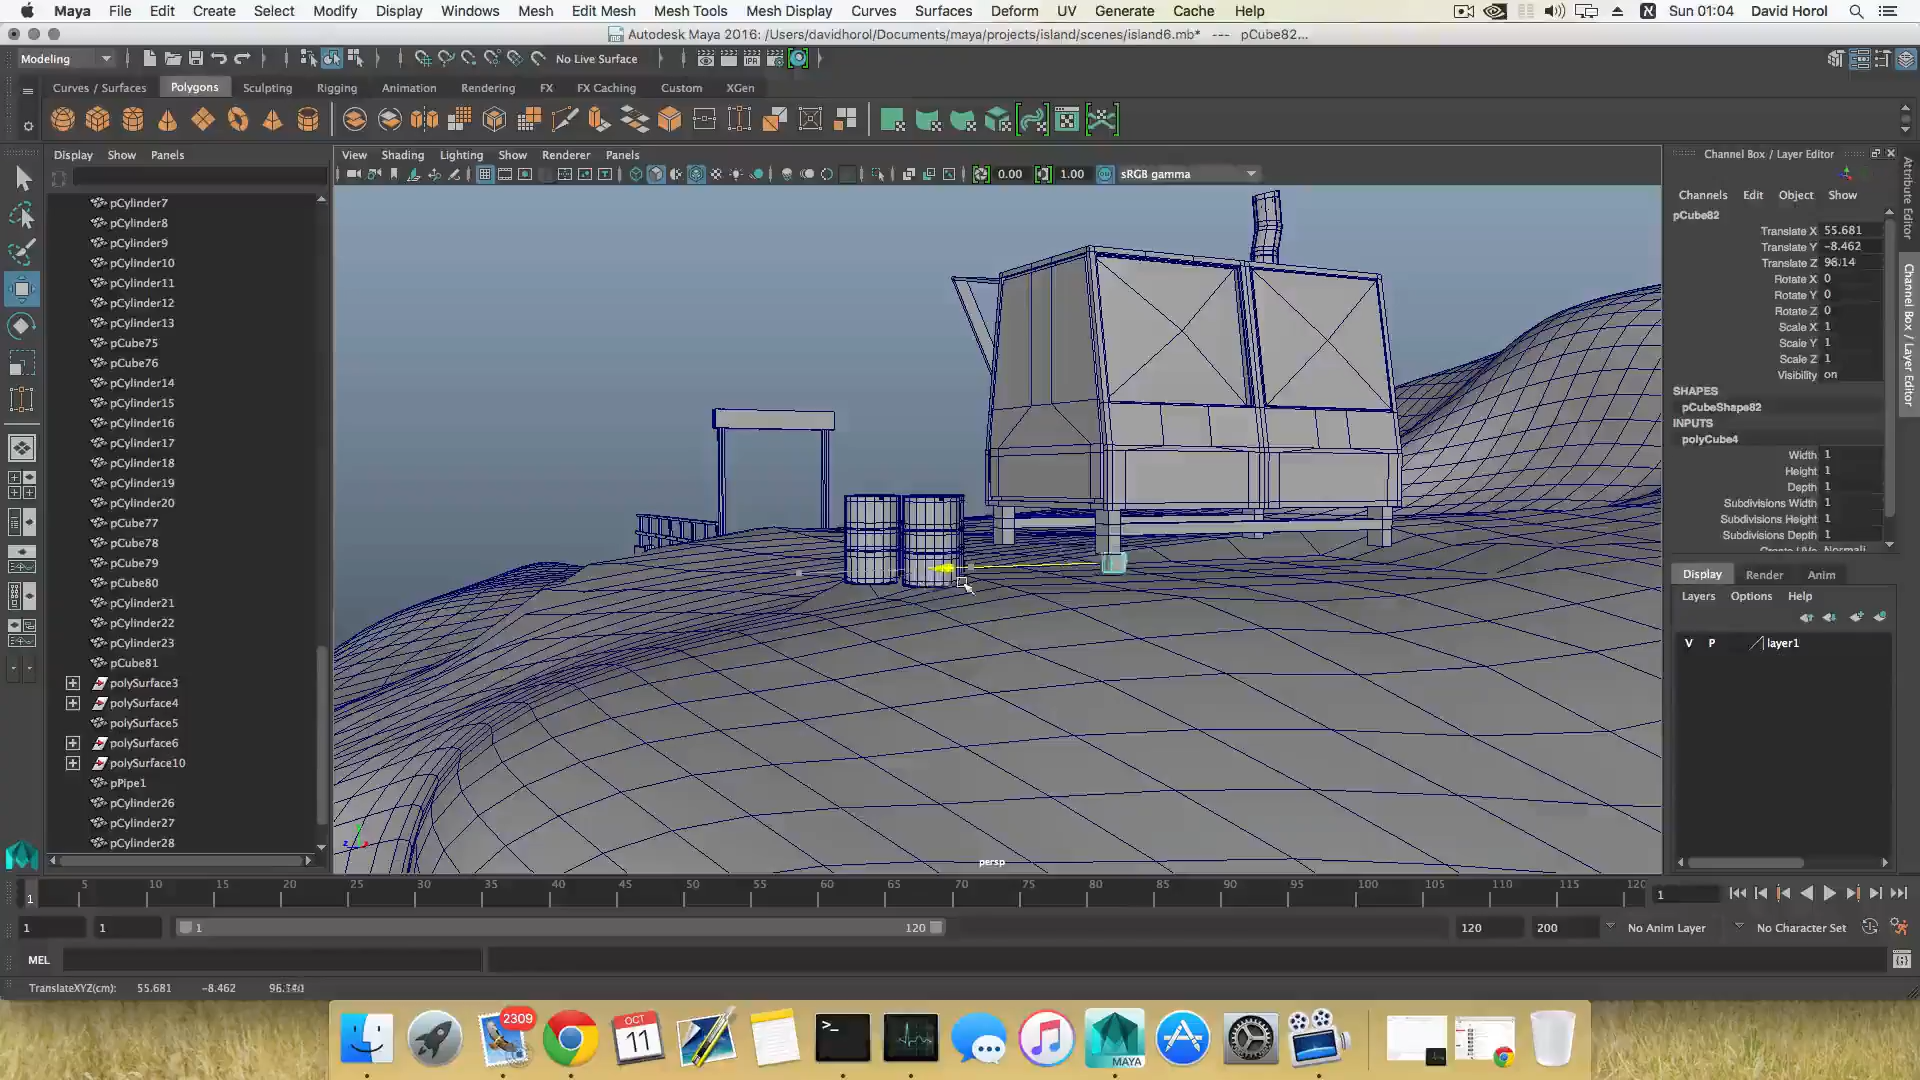 Maya File Edit Create Select Modify Display Windows Mesh Edit Mesh Mesh Tools Mesh Display Curves Surfaces Deform UV Generate Cache Help Sun 01:04 David Horol
Autodesk Maya 2016: /Users/davidhorol/Documents/maya/projects/island/scenes/island6.mb* --- pCube82...
Modeling No Live Surface
Curves / Surfaces Polygons Sculpting Rigging Animation Rendering FX FX Caching Custom XGen
IPR
Display Show Panels
View Shading Lighting Show Renderer Panels
0.00 1.00 sRGB gamma
pCylinder7
pCylinder8
pCylinder9
pCylinder10
pCylinder11
pCylinder12
pCylinder13
pCube75
pCube76
pCylinder14
pCylinder15
pCylinder16
pCylinder17
pCylinder18
pCylinder19
pCylinder20
pCube77
pCube78
pCube79
pCube80
pCylinder21
pCylinder22
pCylinder23
pCube81
polySurface3
polySurface4
polySurface5
polySurface6
polySurface10
pPipe1
pCylinder26
pCylinder27
pCylinder28
persp
Channel Box / Layer Editor
Channels Edit Object Show
pCube82
Translate X 55.681
Translate Y -8.462
Translate Z 96.14
Rotate X 0
Rotate Y 0
Rotate Z 0
Scale X 1
Scale Y 1
Scale Z 1
Visibility on
SHAPES
pCubeShape82
INPUTS
polyCube4
Width 1
Height 1
Depth 1
Subdivisions Width 1
Subdivisions Height 1
Subdivisions Depth 1
Create UVs Normali
Display Render Anim
Layers Options Help
V P layer1
Attribute Editor
Channel Box / Layer Editor
5 10 15 20 25 30 35 40 45 50 55 60 65 70 75 80 85 90 95 100 105 110 115 120
1 1
1 1 1 120 120 200 No Anim Layer No Character Set
MEL
TranslateXYZ(cm): 55.681 -8.462
2309
OCT
11
MAYA